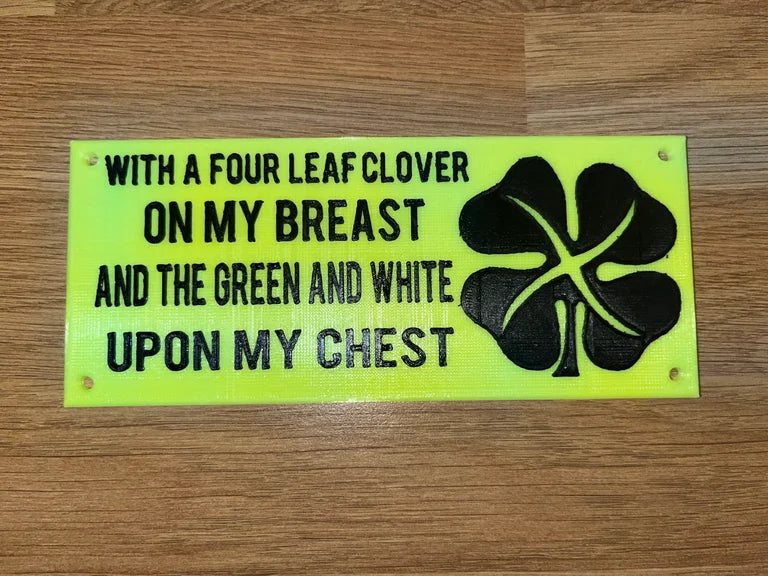 WITH A FOUR LEAF CLOVER
ON MY BREAST
AND THE GREEN AND WHITE
UPON MY CHEST